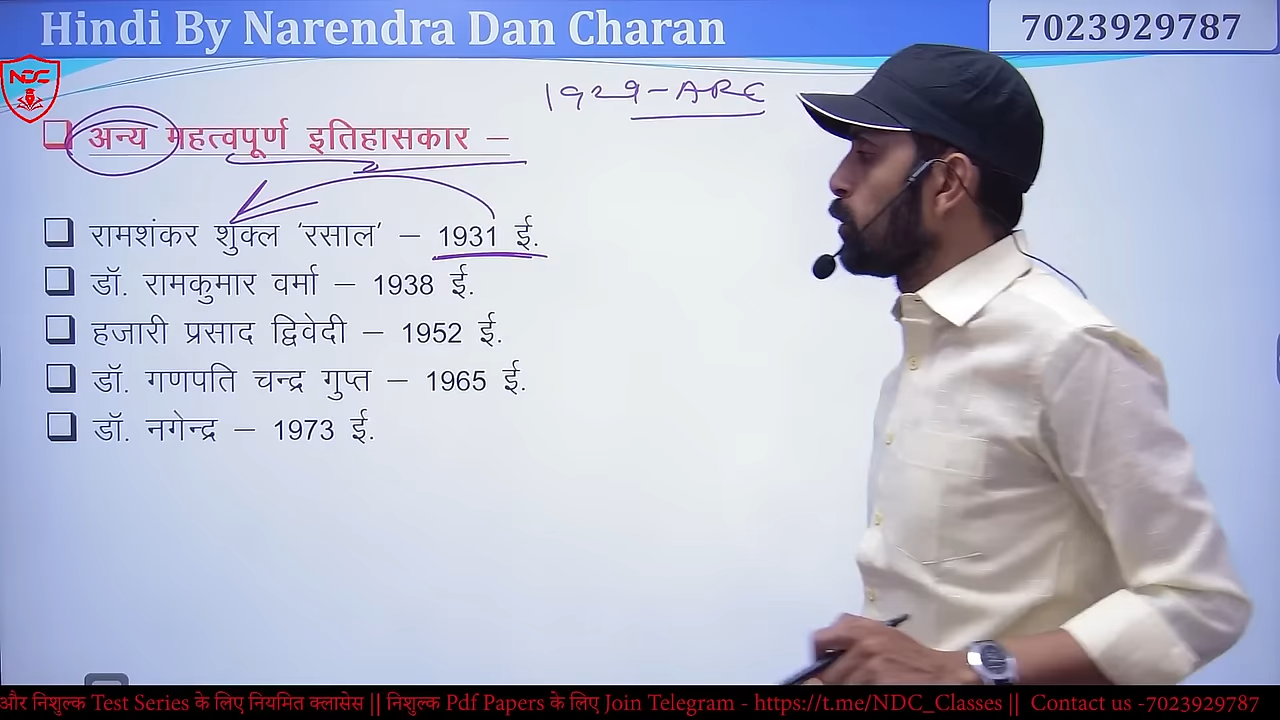 Hindi By Narendra Dan Charan
7023929787
NDC
1929-ARE
अन्य महत्वपूर्ण इतिहासकार –
रामशंकर शुक्ल ‘रसाल’ – 1931 ई.
डॉ. रामकुमार वर्मा – 1938 ई.
हजारी प्रसाद द्विवेदी – 1952 ई.
डॉ. गणपति चन्द्र गुप्त – 1965 ई.
डॉ. नगेन्द्र – 1973 ई.
और निशुल्क Test Series के लिए नियमित क्लासेस || निशुल्क Pdf Papers के लिए Join Telegram - https://t.me/NDC_Classes || Contact us -7023929787